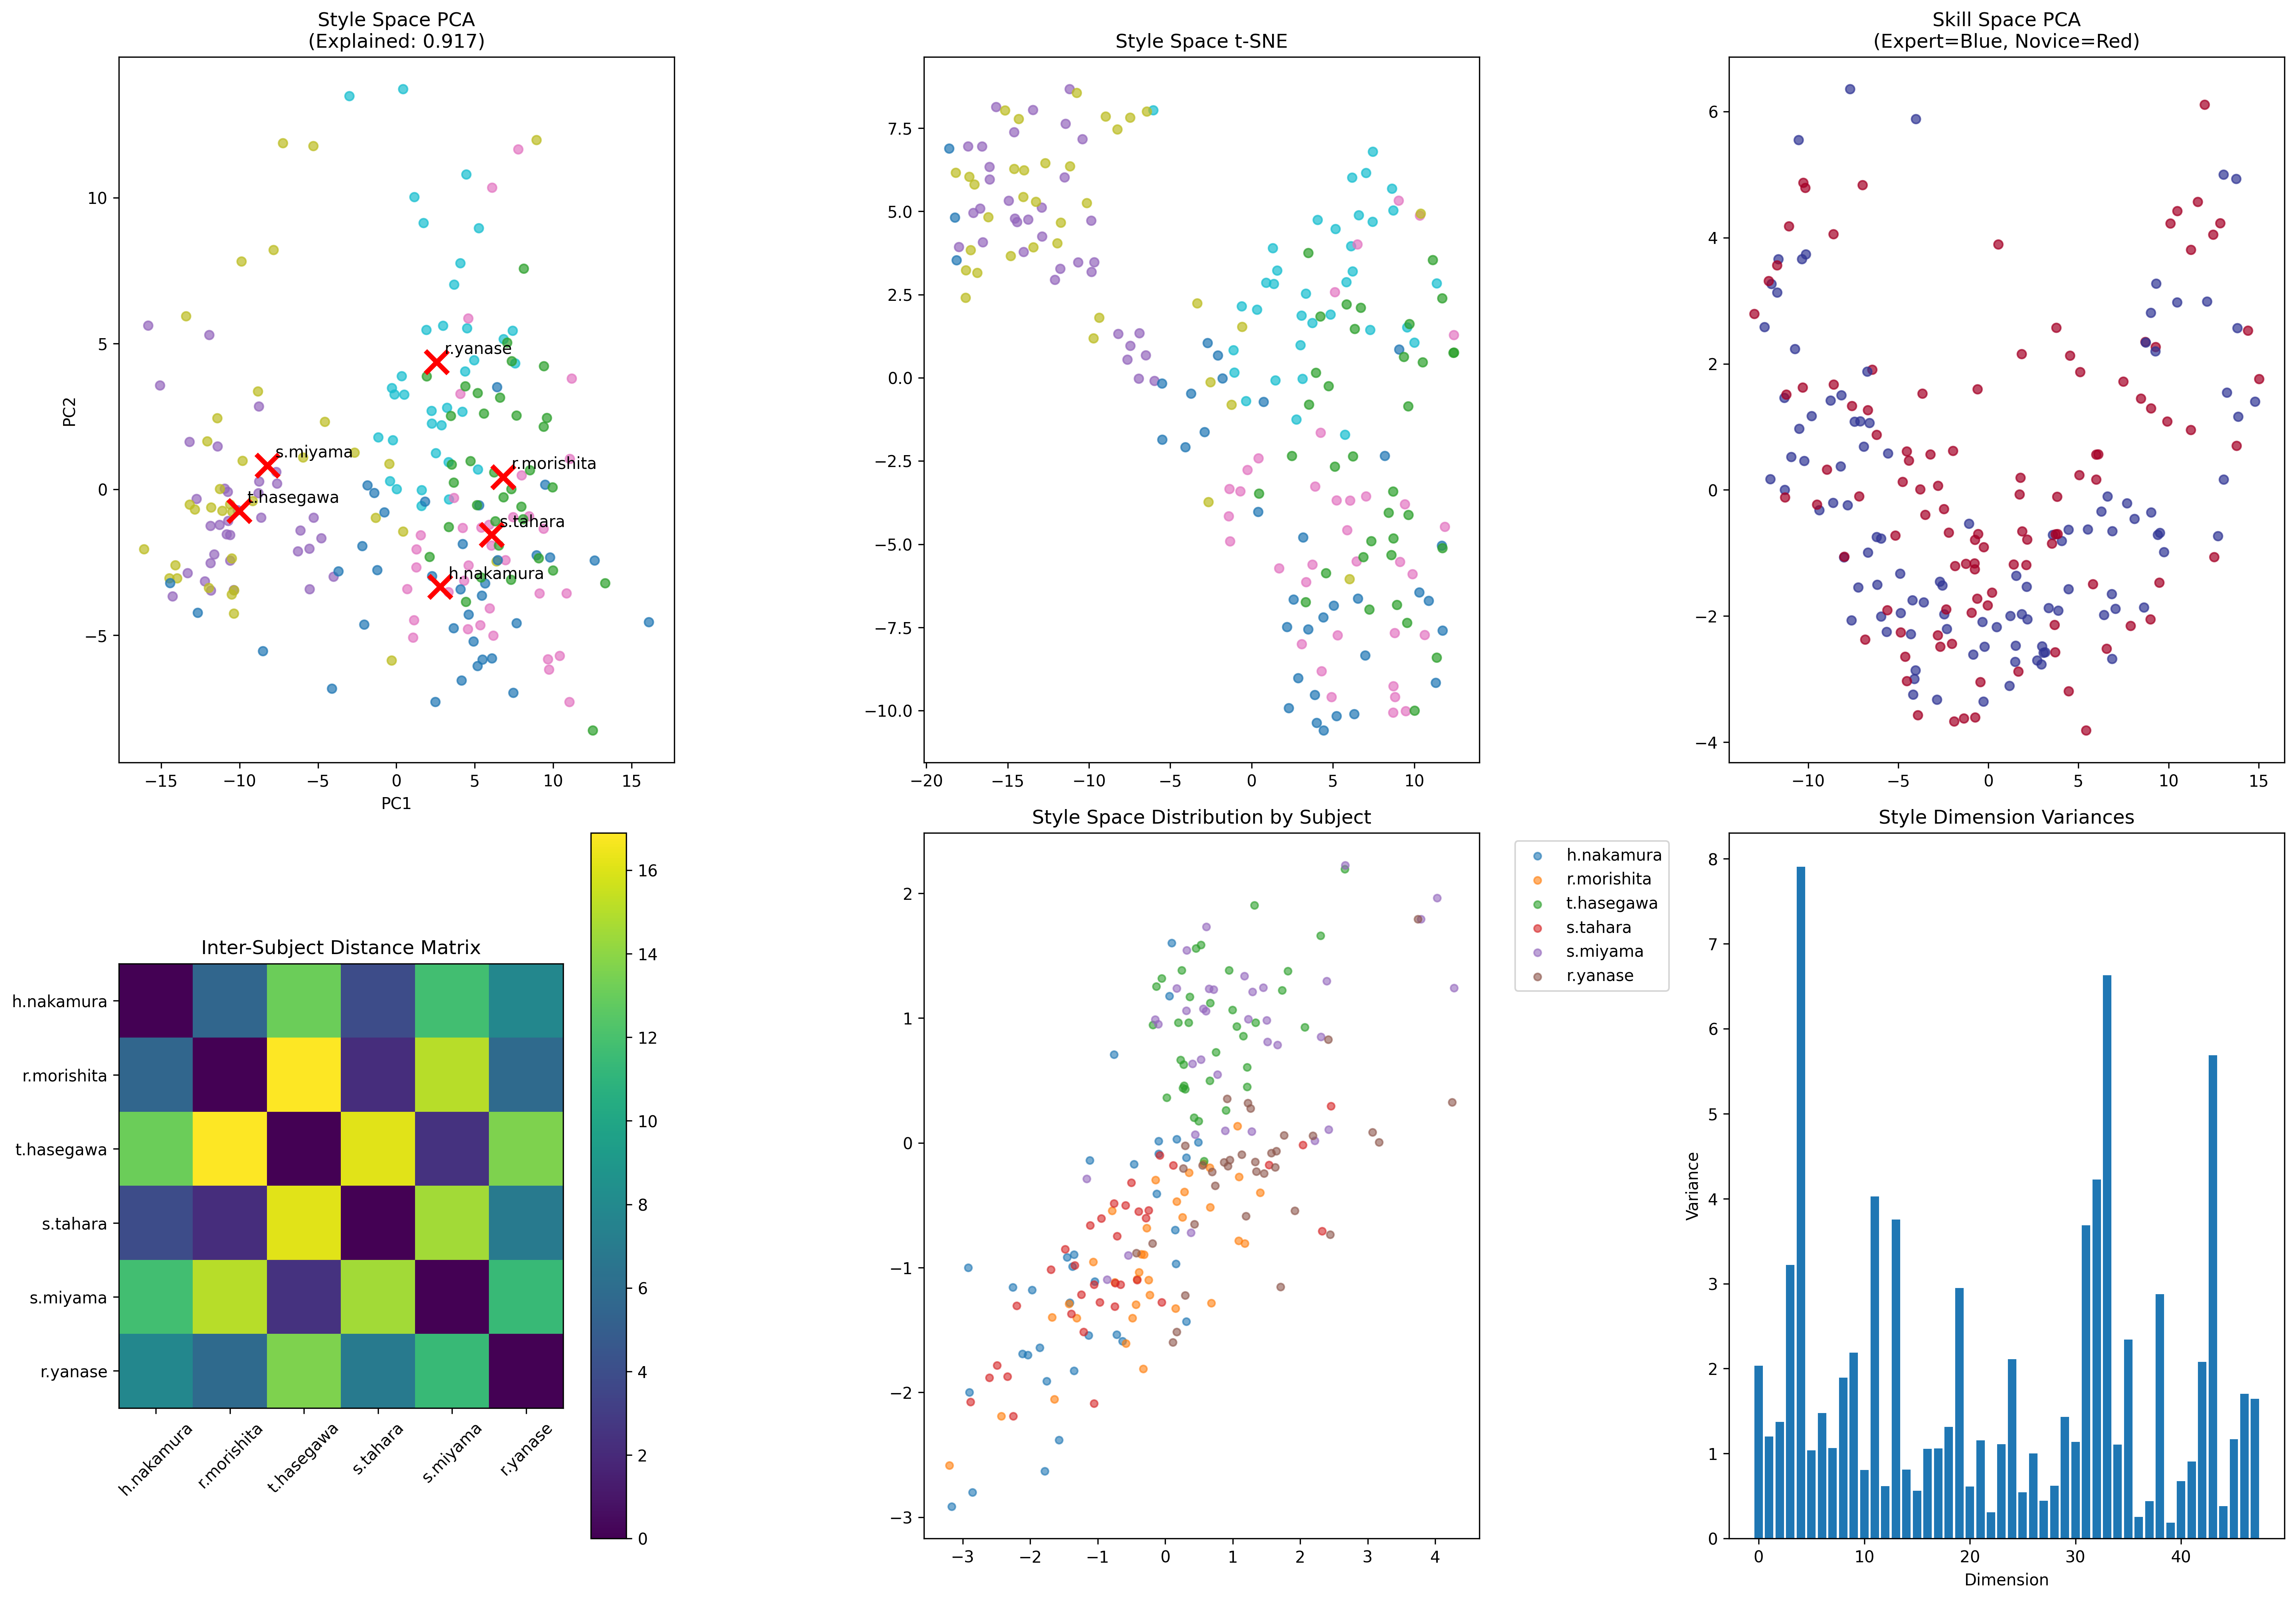 Style Space PCA
(Explained: 0.917)
10
5
0
−5
PC2
−15
−10
−5
0
5
10
15
PC1
r.yanase
s.miyama
r.morishita
t.hasegawa
s.tahara
h.nakamura
Style Space t-SNE
7.5
5.0
2.5
0.0
−2.5
−5.0
−7.5
−10.0
−20
−15
−10
−5
0
5
10
Skill Space PCA
(Expert=Blue, Novice=Red)
6
4
2
0
−2
−4
−10
−5
0
5
10
15
Inter-Subject Distance Matrix
h.nakamura
r.morishita
t.hasegawa
s.tahara
s.miyama
r.yanase
h.nakamura
r.morishita
t.hasegawa
s.tahara
s.miyama
r.yanase
16
14
12
10
8
6
4
2
0
Style Space Distribution by Subject
2
1
0
−1
−2
−3
−3
−2
−1
0
1
2
3
4
h.nakamura
r.morishita
t.hasegawa
s.tahara
s.miyama
r.yanase
Style Dimension Variances
8
7
6
5
4
3
2
1
0
Variance
0
10
20
30
40
Dimension